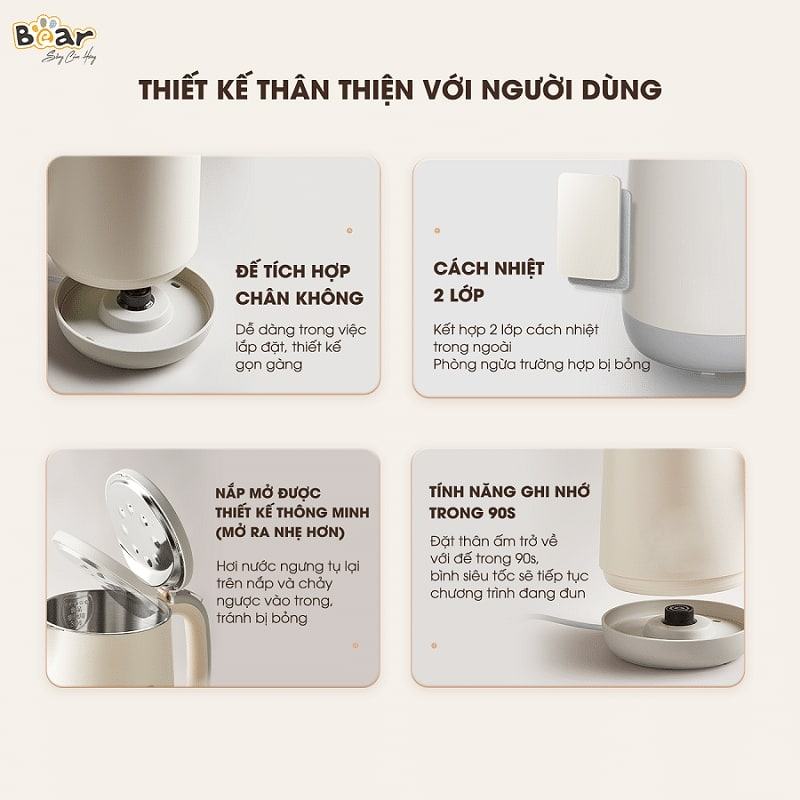 Bear
Sống Cảm Hứng
THIẾT KẾ THÂN THIỆN VỚI NGƯỜI DÙNG
ĐẾ TÍCH HỢP
CHÂN KHÔNG
Dễ dàng trong việc
lắp đặt, thiết kế
gọn gàng
CÁCH NHIỆT
2 LỚP
Kết hợp 2 lớp cách nhiệt
trong ngoài
Phòng ngừa trường hợp bị bỏng
NẮP MỞ ĐƯỢC
THIẾT KẾ THÔNG MINH
(MỞ RA NHẸ HƠN)
Hơi nước ngưng tụ lại
trên nắp và chảy
ngược vào trong,
tránh bị bỏng
TÍNH NĂNG GHI NHỚ
TRONG 90S
Đặt thân ấm trở về
với đế trong 90s,
bình siêu tốc sẽ tiếp tục
chương trình đang đun